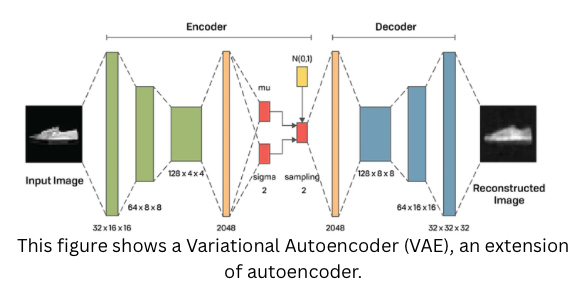 Encoder
Decoder
N(0,1)
mu
Input Image
128 x 4 x 4
sigma
2
sampling
2
128 x 8 x 8
Reconstructed
Image
64 x 8 x 8
64 x 16 x 16
32 x 16 x 16
2048
2048
32 x 32 x 32
This figure shows a Variational Autoencoder (VAE), an extension
of autoencoder.